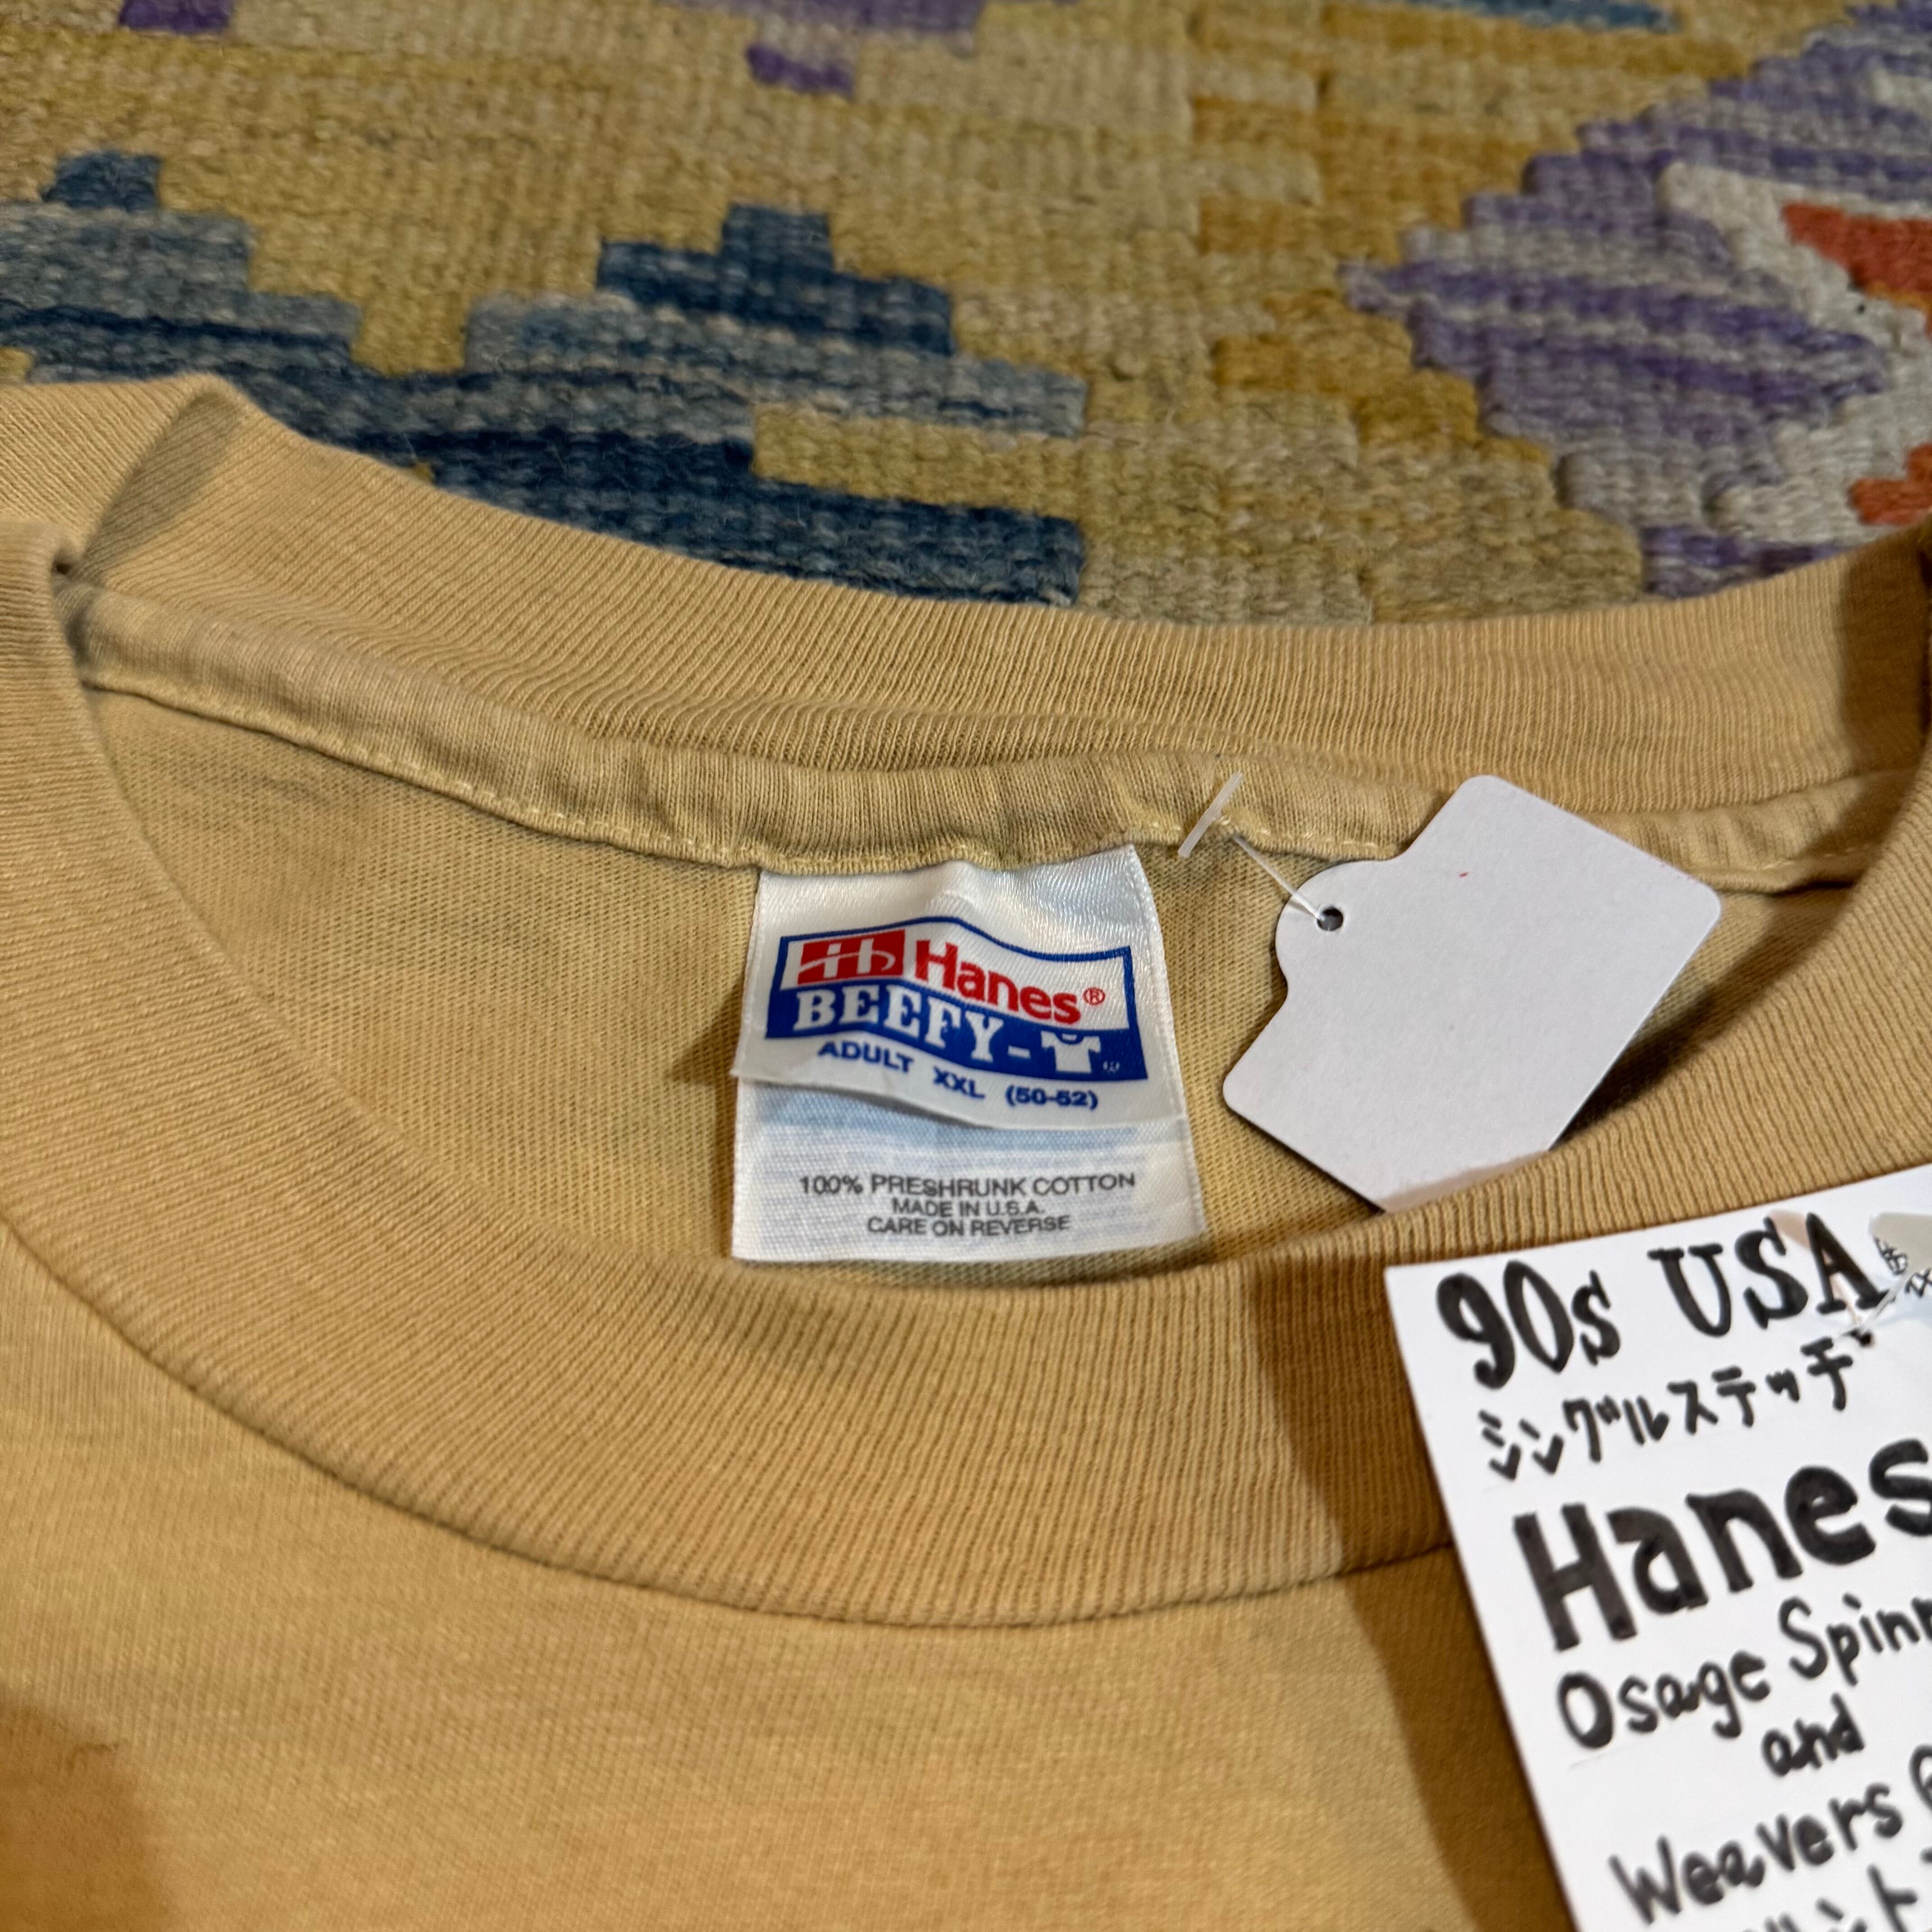 Hanes®
BEEFY-T®
ADULT XXL (50-52)
100% PRESHRUNK COTTON
MADE IN U.S.A.
CARE ON REVERSE
90s USA
シングルステッチ
Hanes
Osage
and
Weavers